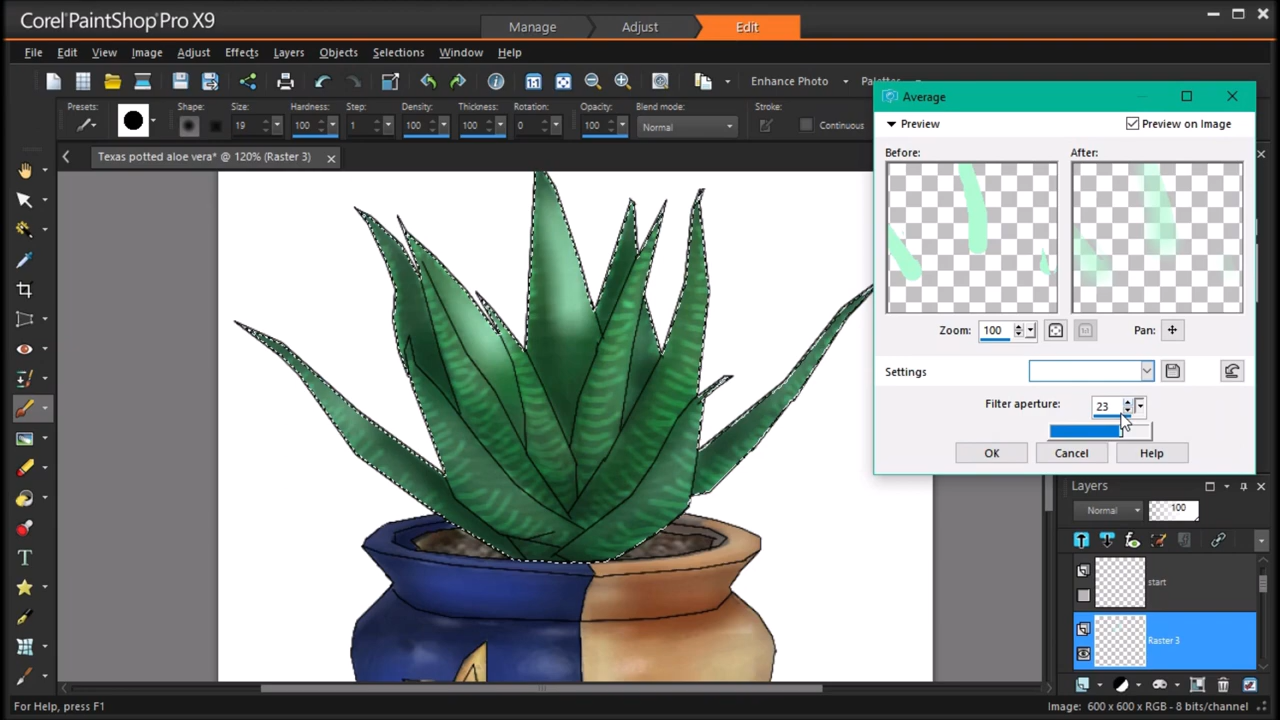 Corel PaintShop Pro X9
Manage
Adjust
Edit
File
Edit
View
Image
Adjust
Effects
Layers
Objects
Selections
Window
Help
Enhance Photo
Presets:
Shape:
Size:
Hardness:
Step:
Density:
Thickness:
Rotation:
Opacity:
Blend mode:
Stroke:
19
100
1
100
100
0
100
Normal
Continuous
Texas potted aloe vera* @ 120% (Raster 3)
Average
Preview
Preview on Image
Before:
After:
Zoom:
100
Pan:
Settings
Filter aperture:
23
OK
Cancel
Help
Layers
Normal
100
start
Raster 3
For Help, press F1
Image: 600 x 600 x RGB - 8 bits/channel